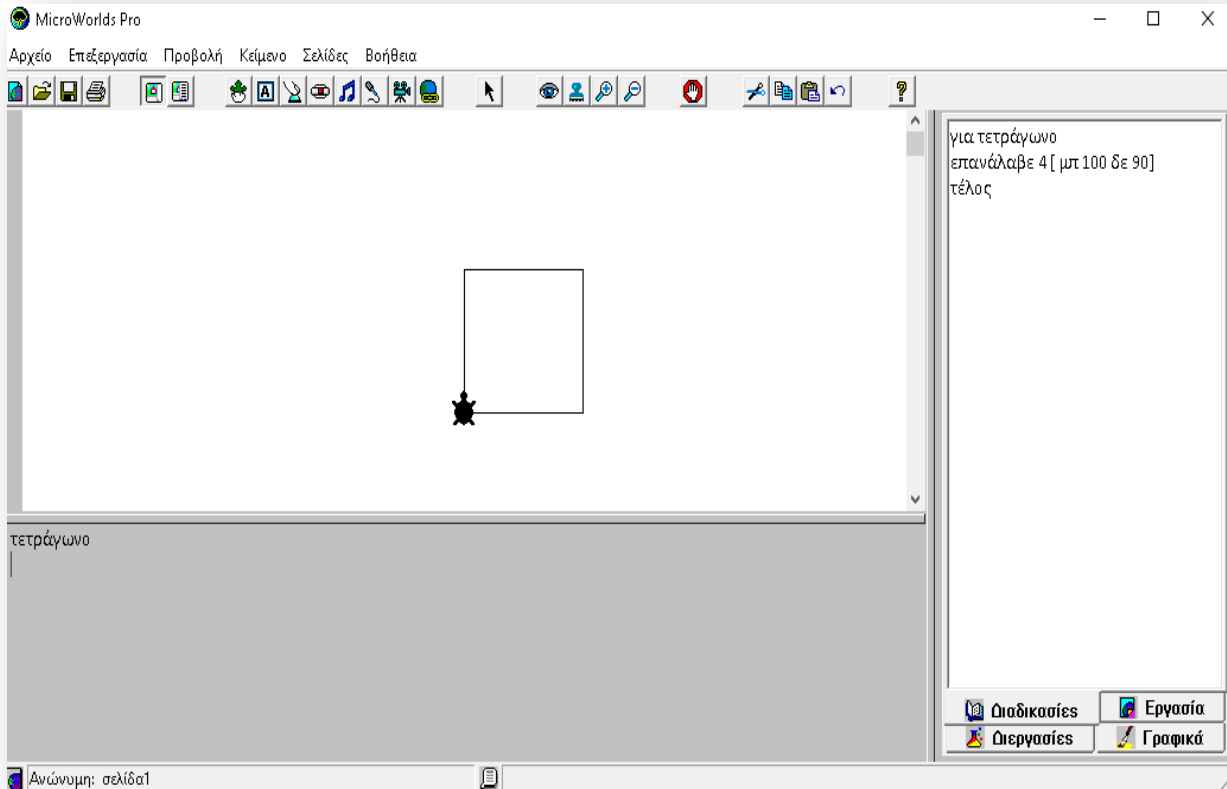 MicroWorlds Pro
Αρχείο Επεξεργασία Προβολή Κείμενο Σελίδες Βοήθεια
για τετράγωνο
επανάλαβε 4 [ μπ 100 δε 90]
τέλος
τετράγωνο
Διαδικασίες
Εργασία
Διεργασίες
Γραφικά
Ανώνυμη: σελίδα1